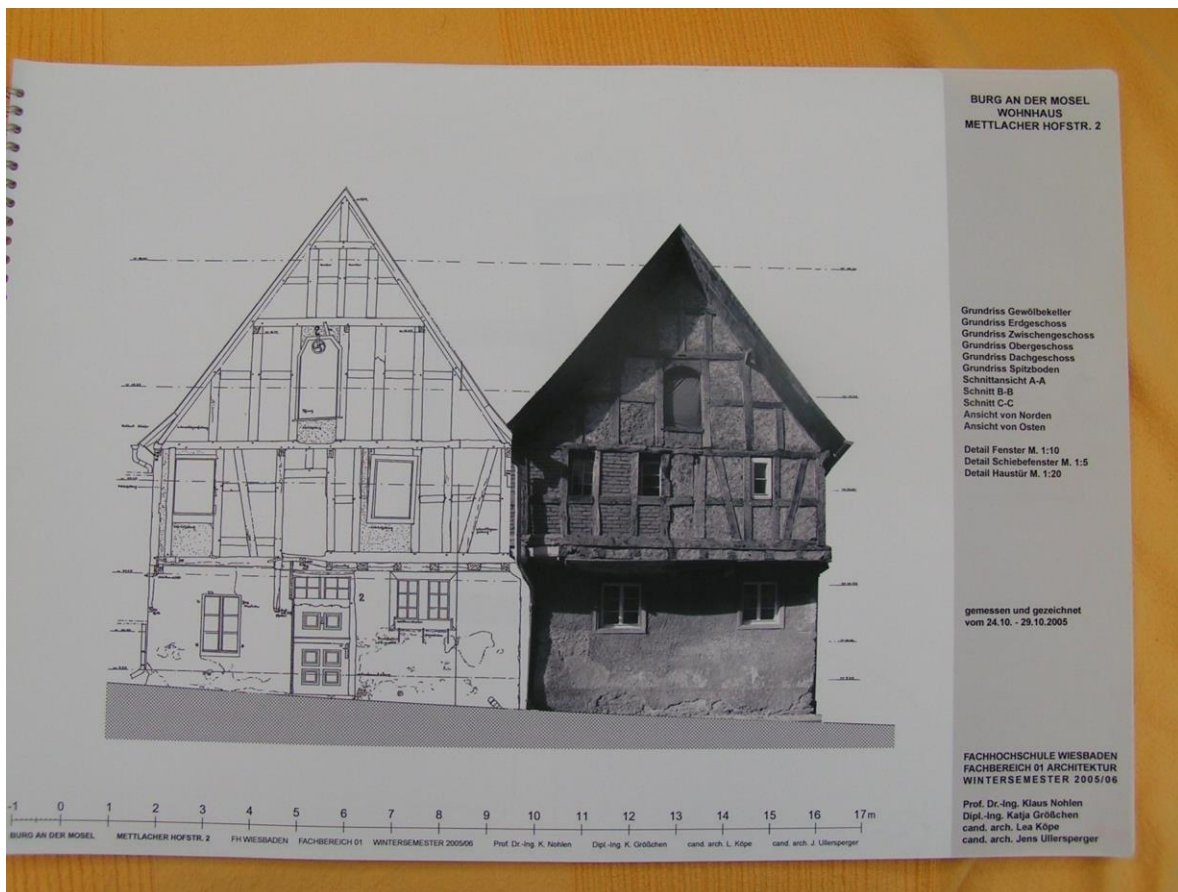 BURG AN DER MOSEL
WOHNHAUS
METTLACHER HOFSTR. 2
Grundriss Gewölbekeller
Grundriss Erdgeschoss
Grundriss Zwischengeschoss
Grundriss Obergeschoss
Grundriss Dachgeschoss
Grundriss Spitzboden
Schnittansicht A-A
Schnitt B-B
Schnitt C-C
Ansicht von Norden
Ansicht von Osten
Detail Fenster M. 1:10
Detail Schiebefenster M. 1:5
Detail Haustür M. 1:20
gemessen und gezeichnet
vom 24.10. - 29.10.2005
FACHHOCHSCHULE WIESBADEN
FACHBEREICH 01 ARCHITEKTUR
WINTERSEMESTER 2005/06
Prof. Dr.-Ing. Klaus Nohlen
Dipl.-Ing. Katja Größchen
cand. arch. Lea Köpe
cand. arch. Jens Ullersperger
2
-1 0 1 2 3 4 5 6 7 8 9 10 11 12 13 14 15 16 17m
BURG AN DER MOSEL METTLACHER HOFSTR. 2 FH WIESBADEN FACHBEREICH 01 WINTERSEMESTER 2005/06 Prof. Dr.-Ing. K. Nohlen Dipl.-Ing. K. Größchen cand. arch. L. Köpe cand. arch. J. Ullersperger